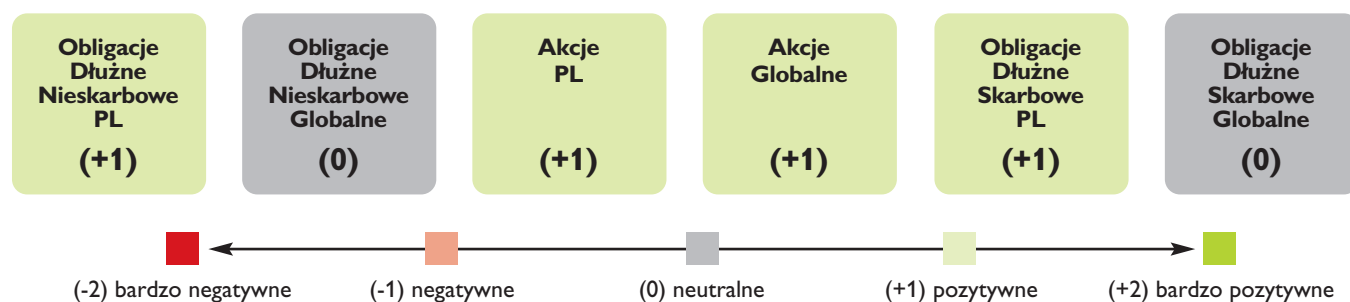 Obligacje
Dłużne
Nieskarbowe
PL
(+1)
Obligacje
Dłużne
Nieskarbowe
Globalne
(0)
Akcje
PL
(+1)
Akcje
Globalne
(+1)
Obligacje
Dłużne
Skarbowe
PL
(+1)
Obligacje
Dłużne
Skarbowe
Globalne
(0)
(-2) bardzo negatywne
(-1) negatywne
(0) neutralne
(+1) pozytywne
(+2) bardzo pozytywne